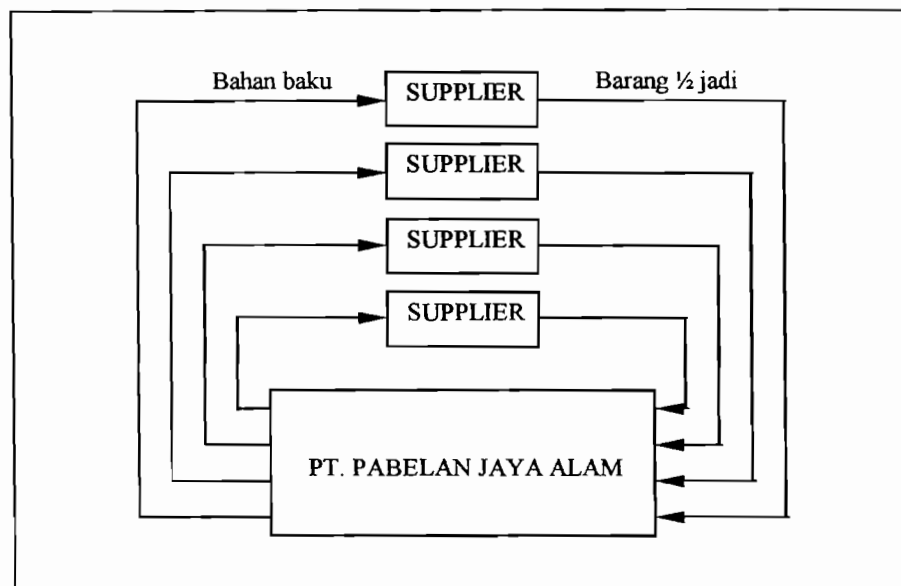 Bahan baku
SUPPLIER
Barang ½ jadi
SUPPLIER
SUPPLIER
SUPPLIER
PT. PABELAN JAYA ALAM